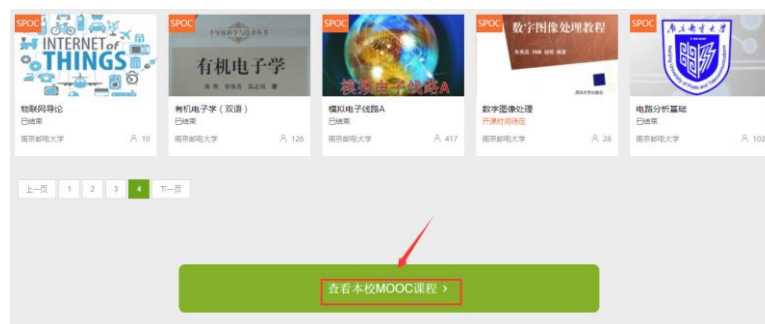 SPOC
INTERNET of
THINGS
物联网导论
已结束
南京邮电大学
10
SPOC
有机电子学
有机电子学（双语）
已结束
南京邮电大学
126
SPOC
模拟电子线路A
模拟电子线路A
已结束
南京邮电大学
417
SPOC
数字图像处理教程
数字图像处理
开课时间待定
南京邮电大学
28
SPOC
南京邮电大学
电路分析基础
已结束
南京邮电大学
103
上一页 1 2 3 4 下一页
查看本校MOOC课程 ›